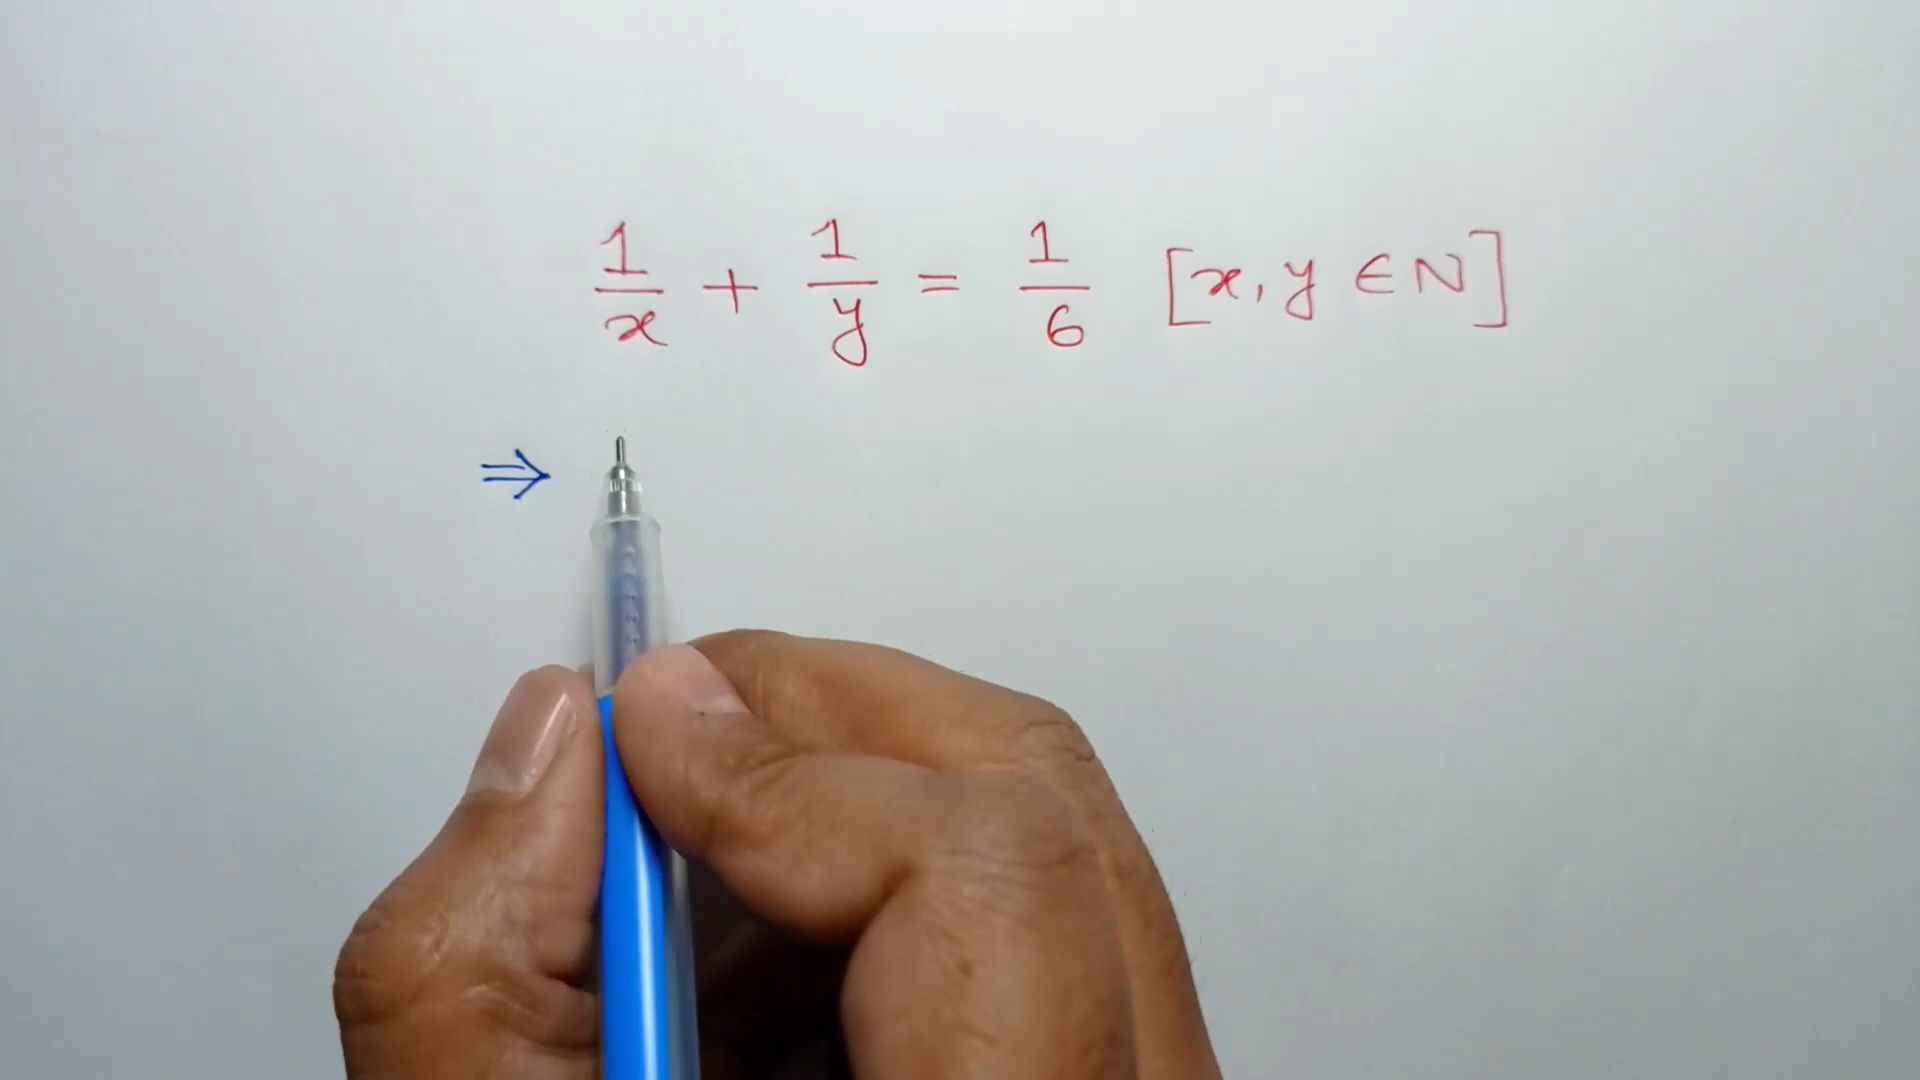 1/x + 1/y = 1/6 [x, y ∈ N]
⇒